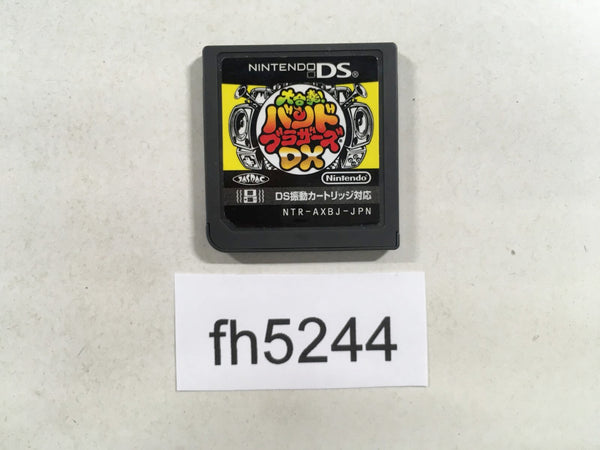 NINTENDO DS®
大合奏!
バンド
ブラザーズ
DX
JASRAC
Nintendo
DS振動カートリッジ対応
NTR-AXBJ-JPN
fh5244